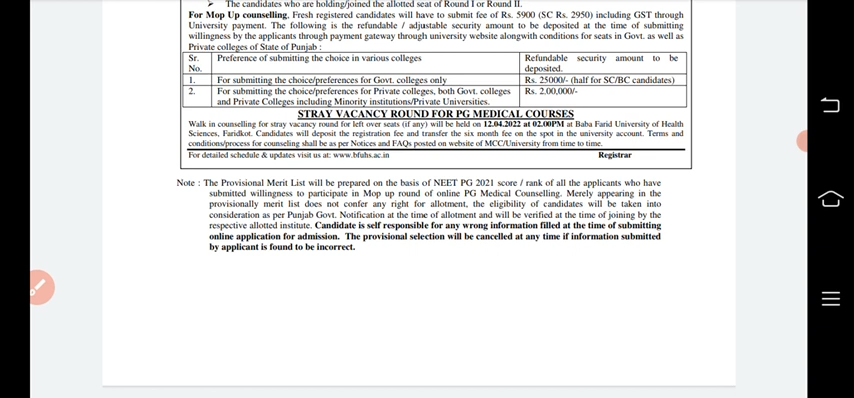 ➢ The candidates who are holding/joined the allotted seat of Round I or Round II.
For Mop Up counselling, Fresh registered candidates will have to submit fee of Rs. 5900 (SC Rs. 2950) including GST through
University payment. The following is the refundable / adjustable security amount to be deposited at the time of submitting
willingness by the applicants through payment gateway through university website alongwith conditions for seats in Govt. as well as
Private colleges of State of Punjab :
Sr. No. Preference of submitting the choice in various colleges Refundable security amount to be deposited.
1. For submitting the choice/preferences for Govt. colleges only Rs. 25000/- (half for SC/BC candidates)
2. For submitting the choice/preferences for Private colleges, both Govt. colleges Rs. 2,00,000/-
and Private Colleges including Minority institutions/Private Universities.
STRAY VACANCY ROUND FOR PG MEDICAL COURSES
Walk in counselling for stray vacancy round for left over seats (if any) will be held on 12.04.2022 at 02.00PM at Baba Farid University of Health
Sciences, Faridkot. Candidates will deposit the registration fee and transfer the six month fee on the spot in the university account. Terms and
conditions/process for counseling shall be as per Notices and FAQs posted on website of MCC/University from time to time.
For detailed schedule & updates visit us at: www.bfuhs.ac.in Registrar
Note : The Provisional Merit List will be prepared on the basis of NEET PG 2021 score / rank of all the applicants who have
submitted willingness to participate in Mop up round of online PG Medical Counselling. Merely appearing in the
provisionally merit list does not confer any right for allotment, the eligibility of candidates will be taken into
consideration as per Punjab Govt. Notification at the time of allotment and will be verified at the time of joining by the
respective allotted institute. Candidate is self responsible for any wrong information filled at the time of submitting
online application for admission. The provisional selection will be cancelled at any time if information submitted
by applicant is found to be incorrect.